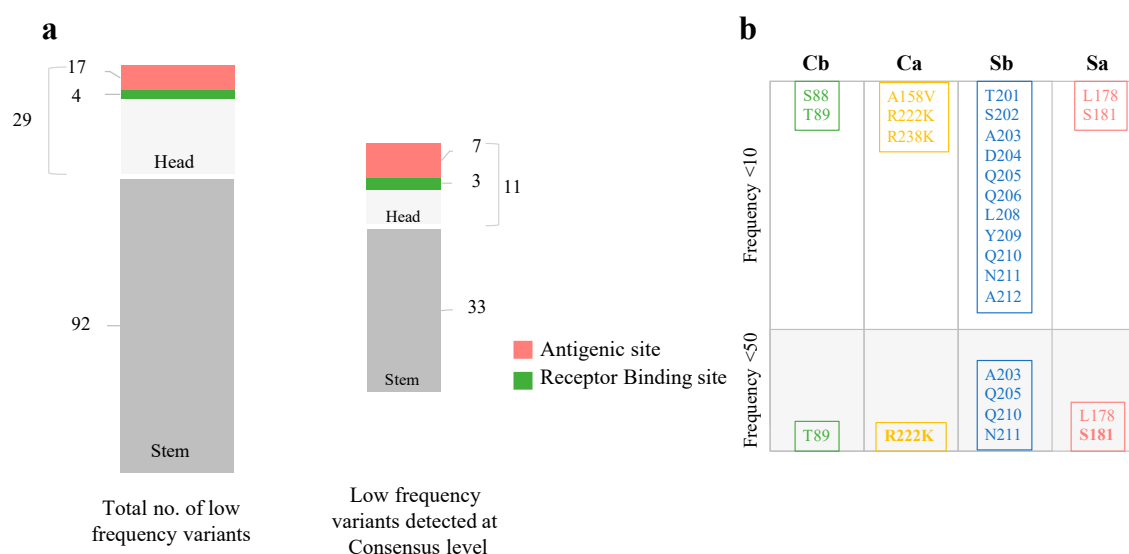 a
17
4
29
Head
92
Stem
Total no. of low
frequency variants
7
3
11
Head
33
Stem
Low frequency
variants detected at
Consensus level
Antigenic site
Receptor Binding site
b
Cb Ca Sb Sa
Frequency <10
S88
T89
A158V
R222K
R238K
T201
S202
A203
D204
Q205
Q206
L208
Y209
Q210
N211
A212
L178
S181
Frequency <50
T89
R222K
A203
Q205
Q210
N211
L178
S181